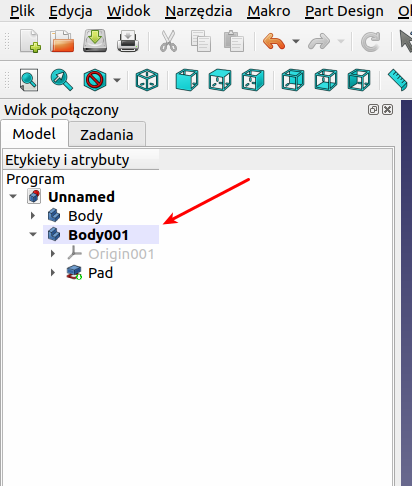 Plik Edycja Widok Narzędzia Makro Part Design
Widok połączony
Model Zadania
Etykiety i atrybuty
Program
Unnamed
Body
Body001
Origin001
Pad